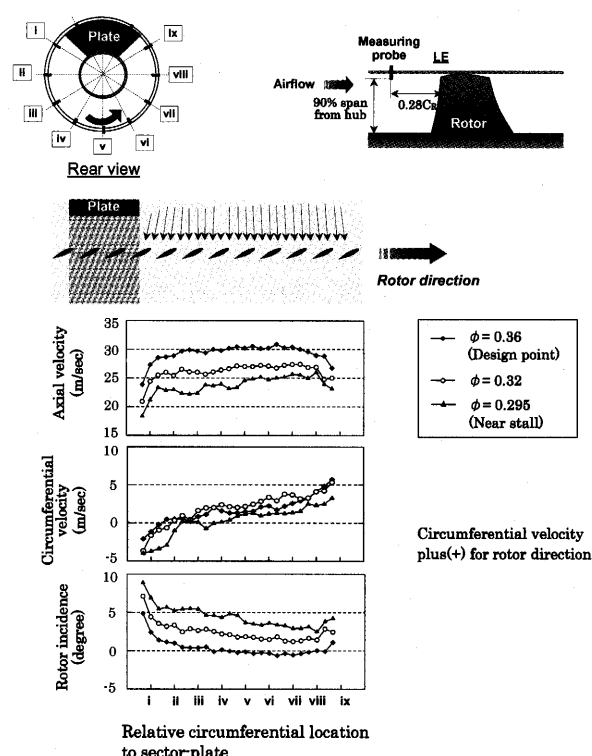 Plate
i
ii
iii
iv
v
vi
vii
viii
ix
Rear view
Measuring
probe
LE
Airflow
90% span
from hub
0.28C_R
Rotor
Plate
Rotor direction
Axial velocity
(m/sec)
35
30
25
20
15
ϕ = 0.36
(Design point)
ϕ = 0.32
ϕ = 0.295
(Near stall)
Circumferential
velocity
(m/sec)
10
5
0
-5
Circumferential velocity
plus(+) for rotor direction
Rotor incidence
(degree)
10
5
0
-5
i ii iii iv v vi vii viii ix
Relative circumferential location
to sector-plate